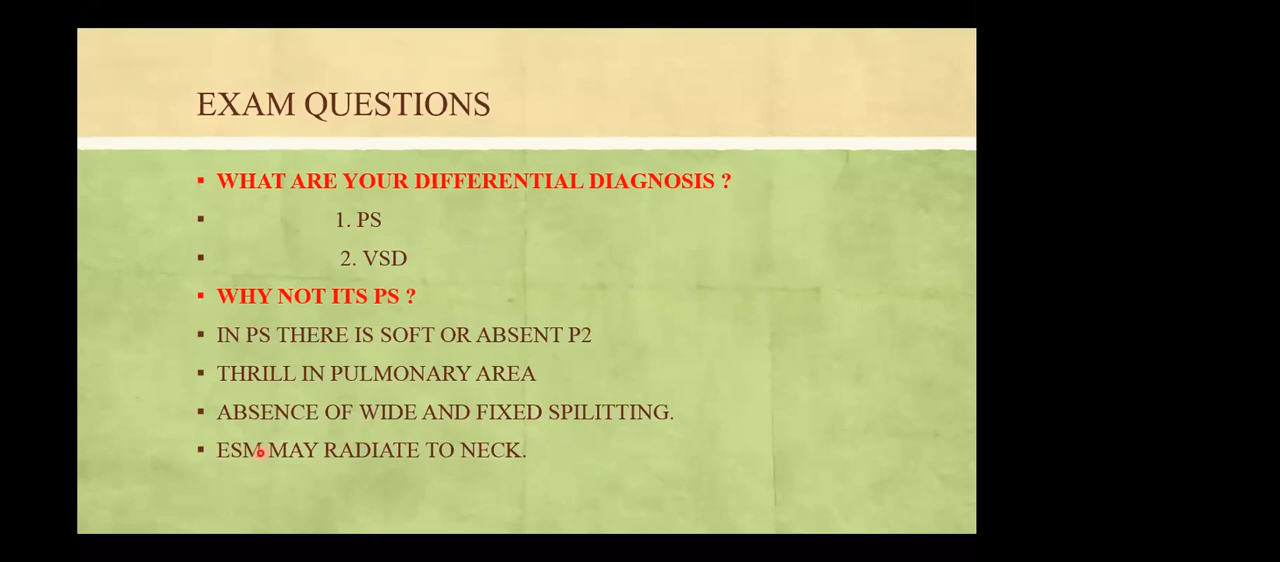 EXAM QUESTIONS
▪ WHAT ARE YOUR DIFFERENTIAL DIAGNOSIS ?
▪ 1. PS
▪ 2. VSD
▪ WHY NOT ITS PS ?
▪ IN PS THERE IS SOFT OR ABSENT P2
▪ THRILL IN PULMONARY AREA
▪ ABSENCE OF WIDE AND FIXED SPILITTING.
▪ ESM MAY RADIATE TO NECK.